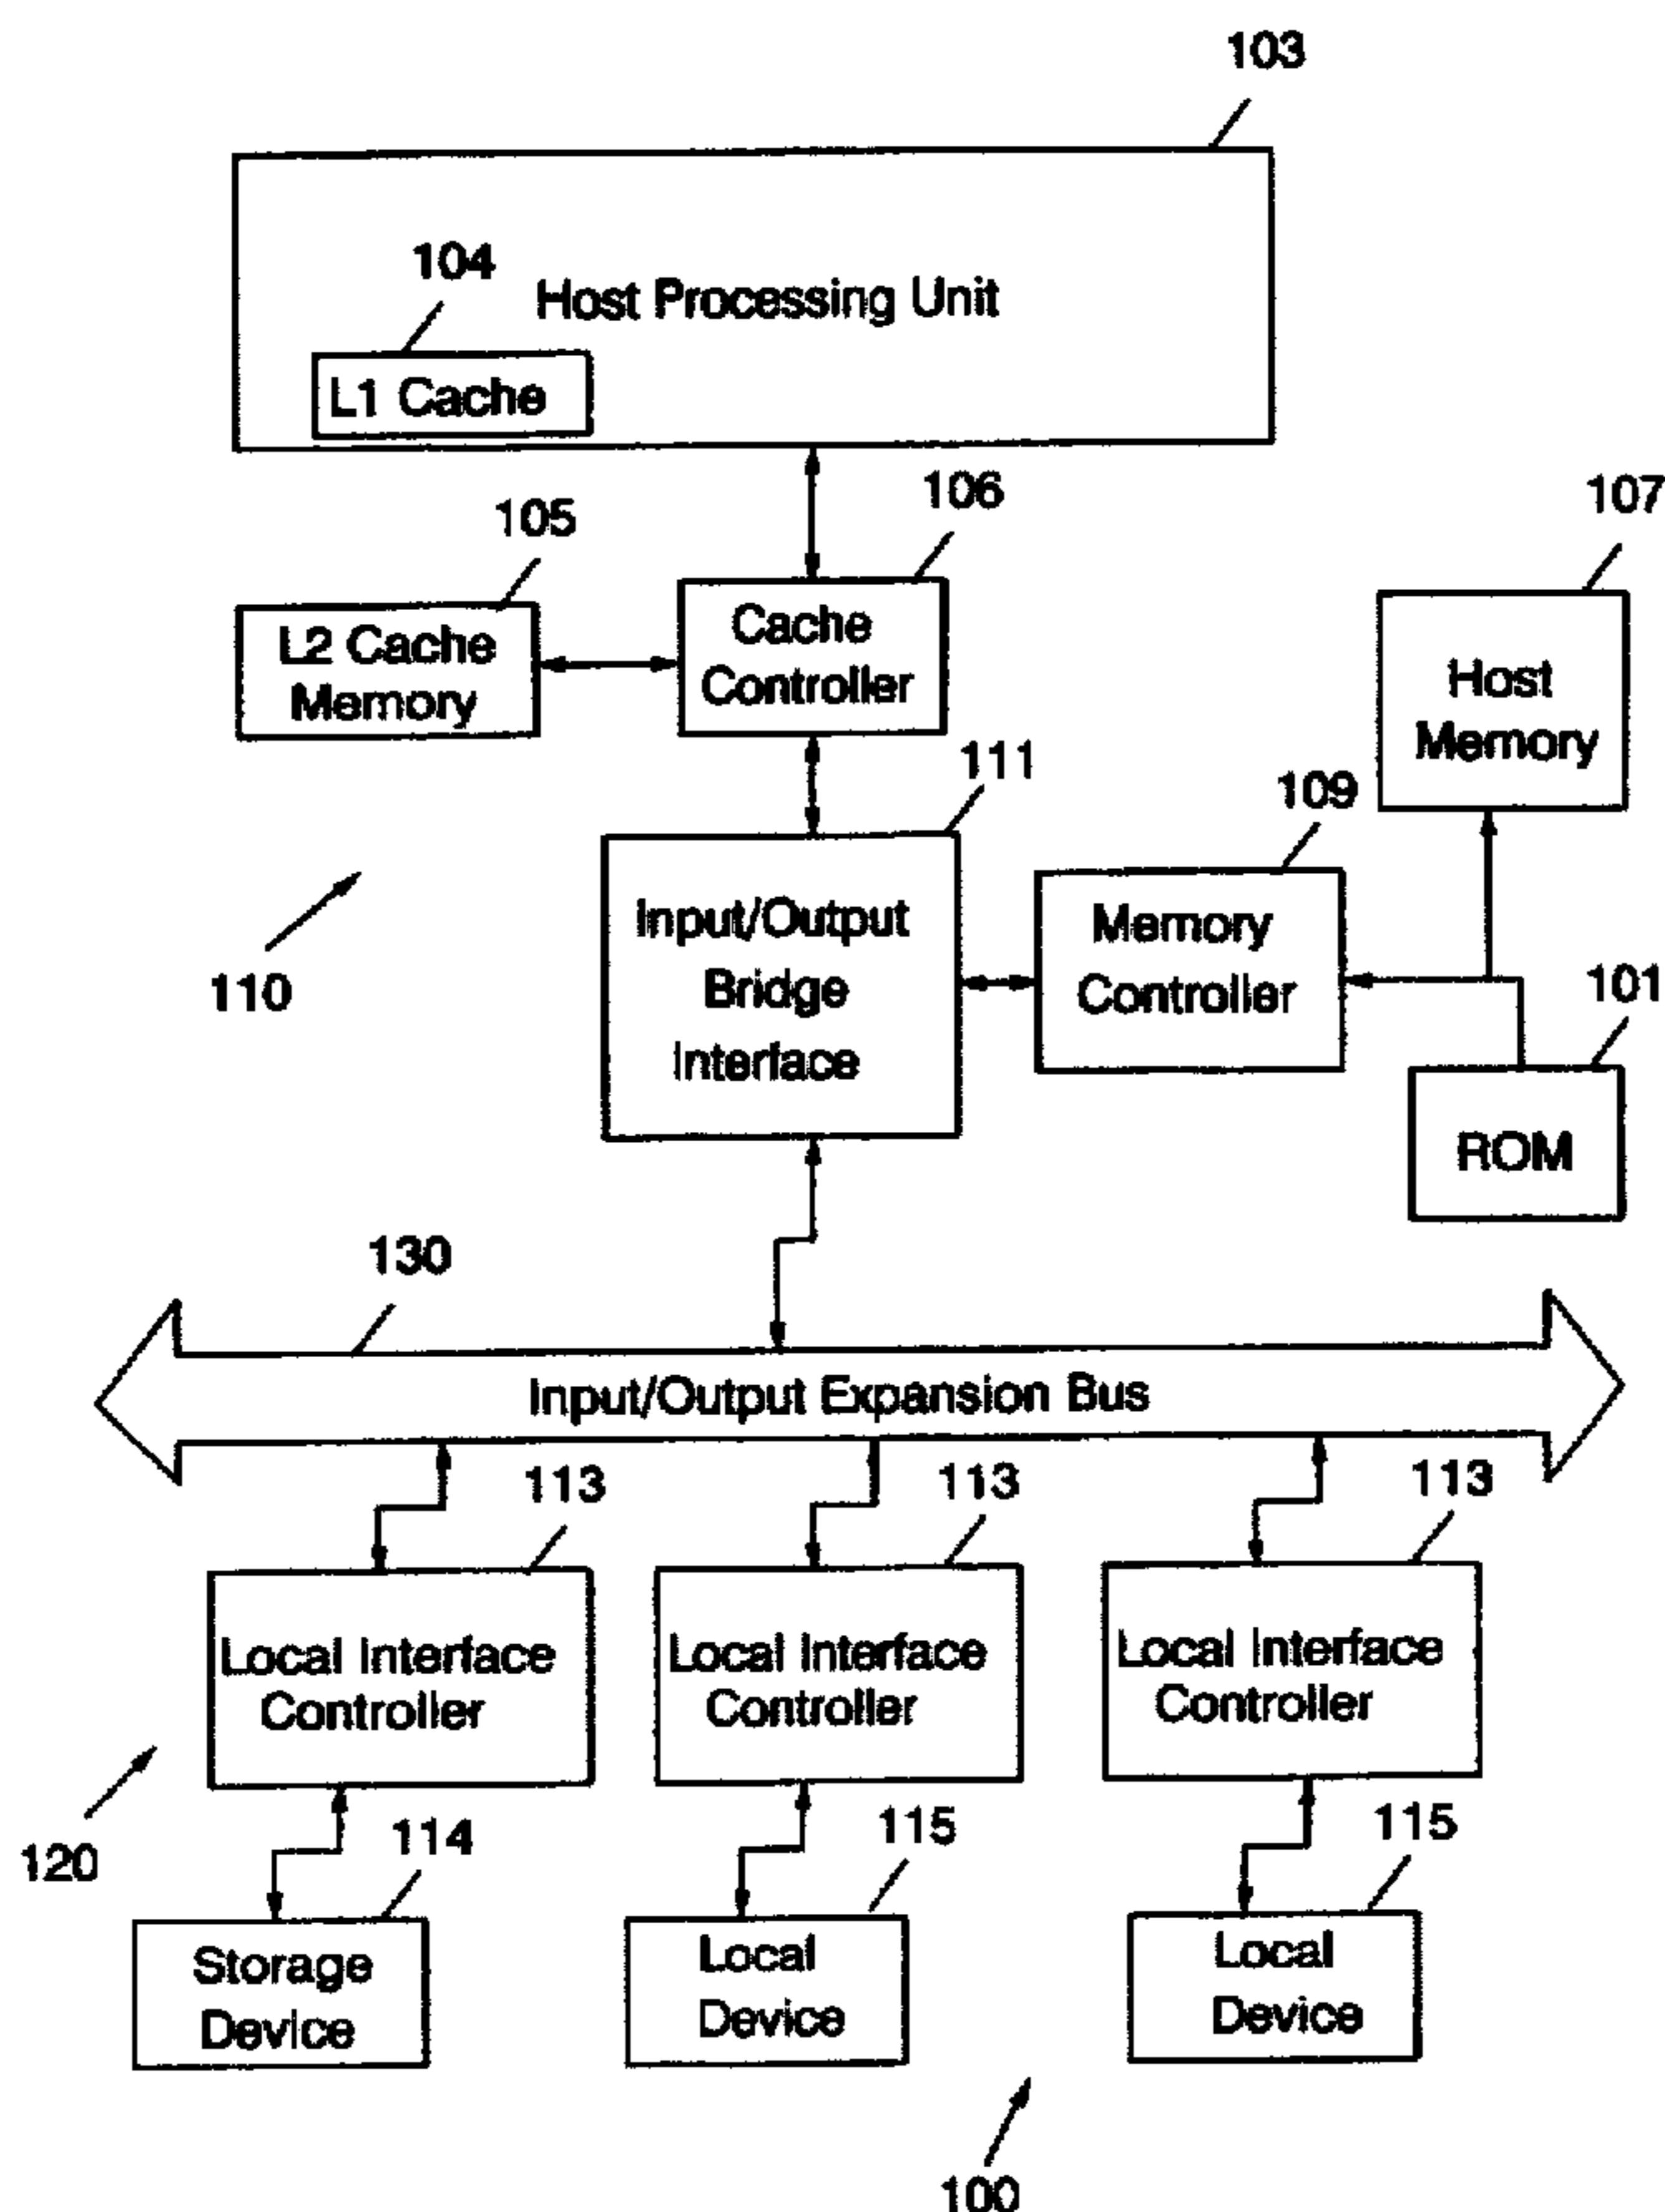 103
104
Host Processing Unit
L1 Cache
106
105
107
L2 Cache
Memory
Cache
Controller
Host
Memory
111
109
Input/Output
Bridge
Interface
Memory
Controller
110
101
ROM
130
Input/Output Expansion Bus
113
113
113
Local Interface
Controller
Local Interface
Controller
Local Interface
Controller
120
114
115
115
Storage
Device
Local
Device
Local
Device
100